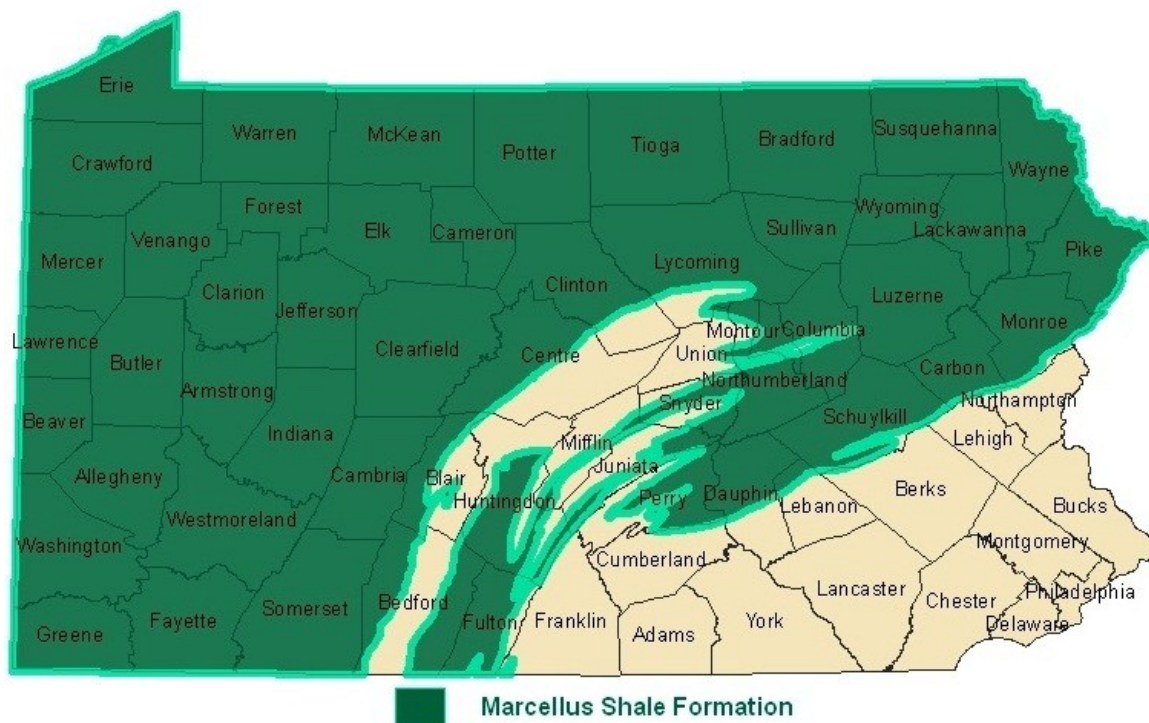 Erie
Warren
McKean
Potter
Tioga
Bradford
Susquehanna
Wayne
Crawford
Forest
Elk
Cameron
Sullivan
Wyoming
Lackawanna
Pike
Mercer
Venango
Clarion
Jefferson
Clinton
Lycoming
Luzerne
Monroe
Lawrence
Butler
Armstrong
Clearfield
Centre
Union
Montour
Columbia
Carbon
Northumberland
Snyder
Schuylkill
Northampton
Lehigh
Beaver
Allegheny
Indiana
Cambria
Blair
Huntingdon
Mifflin
Juniata
Perry
Dauphin
Lebanon
Berks
Bucks
Washington
Westmoreland
Cumberland
Montgomery
Philadelphia
Greene
Fayette
Somerset
Bedford
Fulton
Franklin
Adams
York
Lancaster
Chester
Delaware
Marcellus Shale Formation